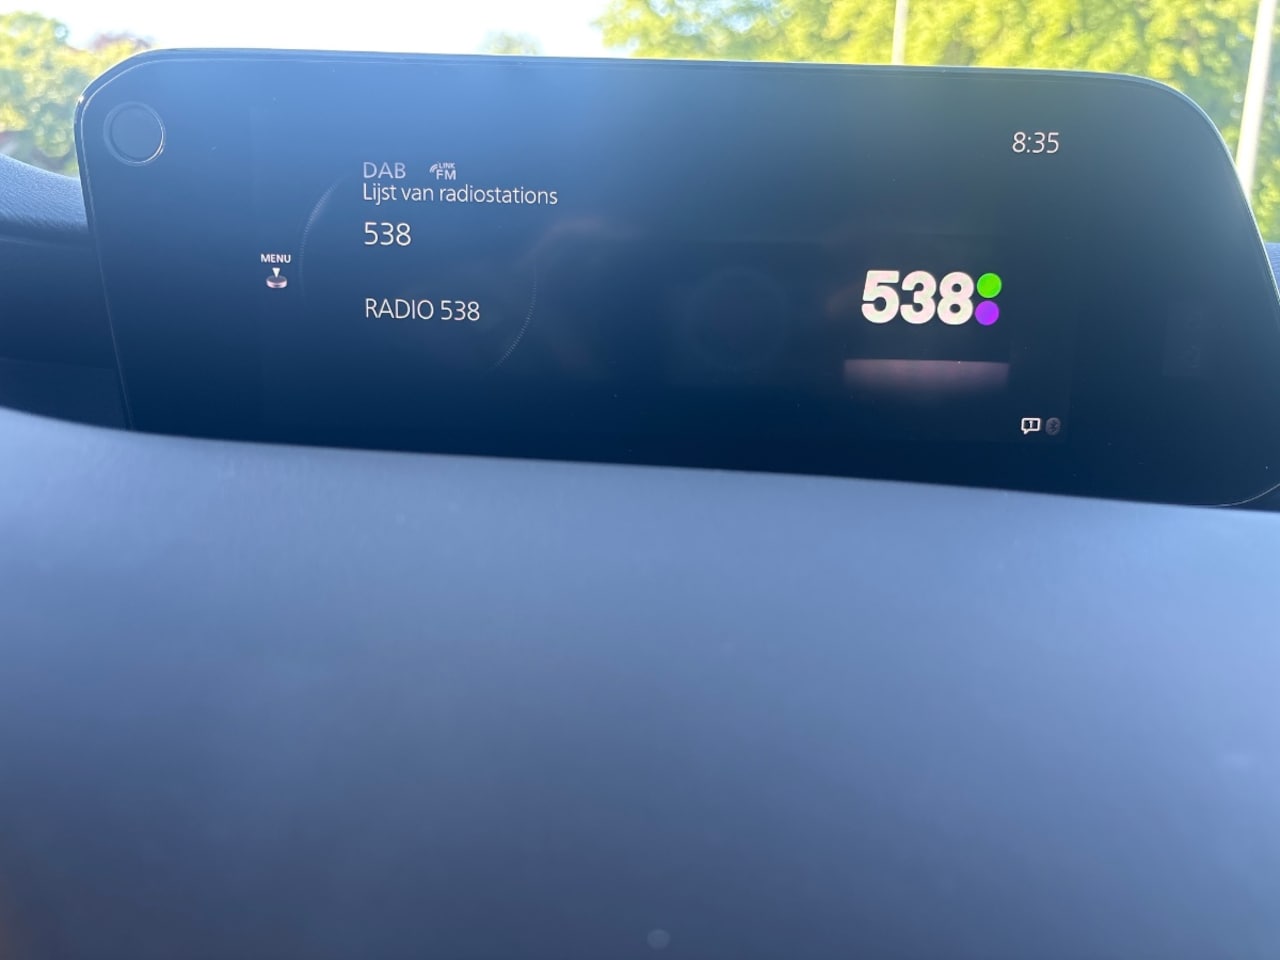 8:35
DAB LINK FM
Lijst van radiostations
538
MENU
RADIO 538
538